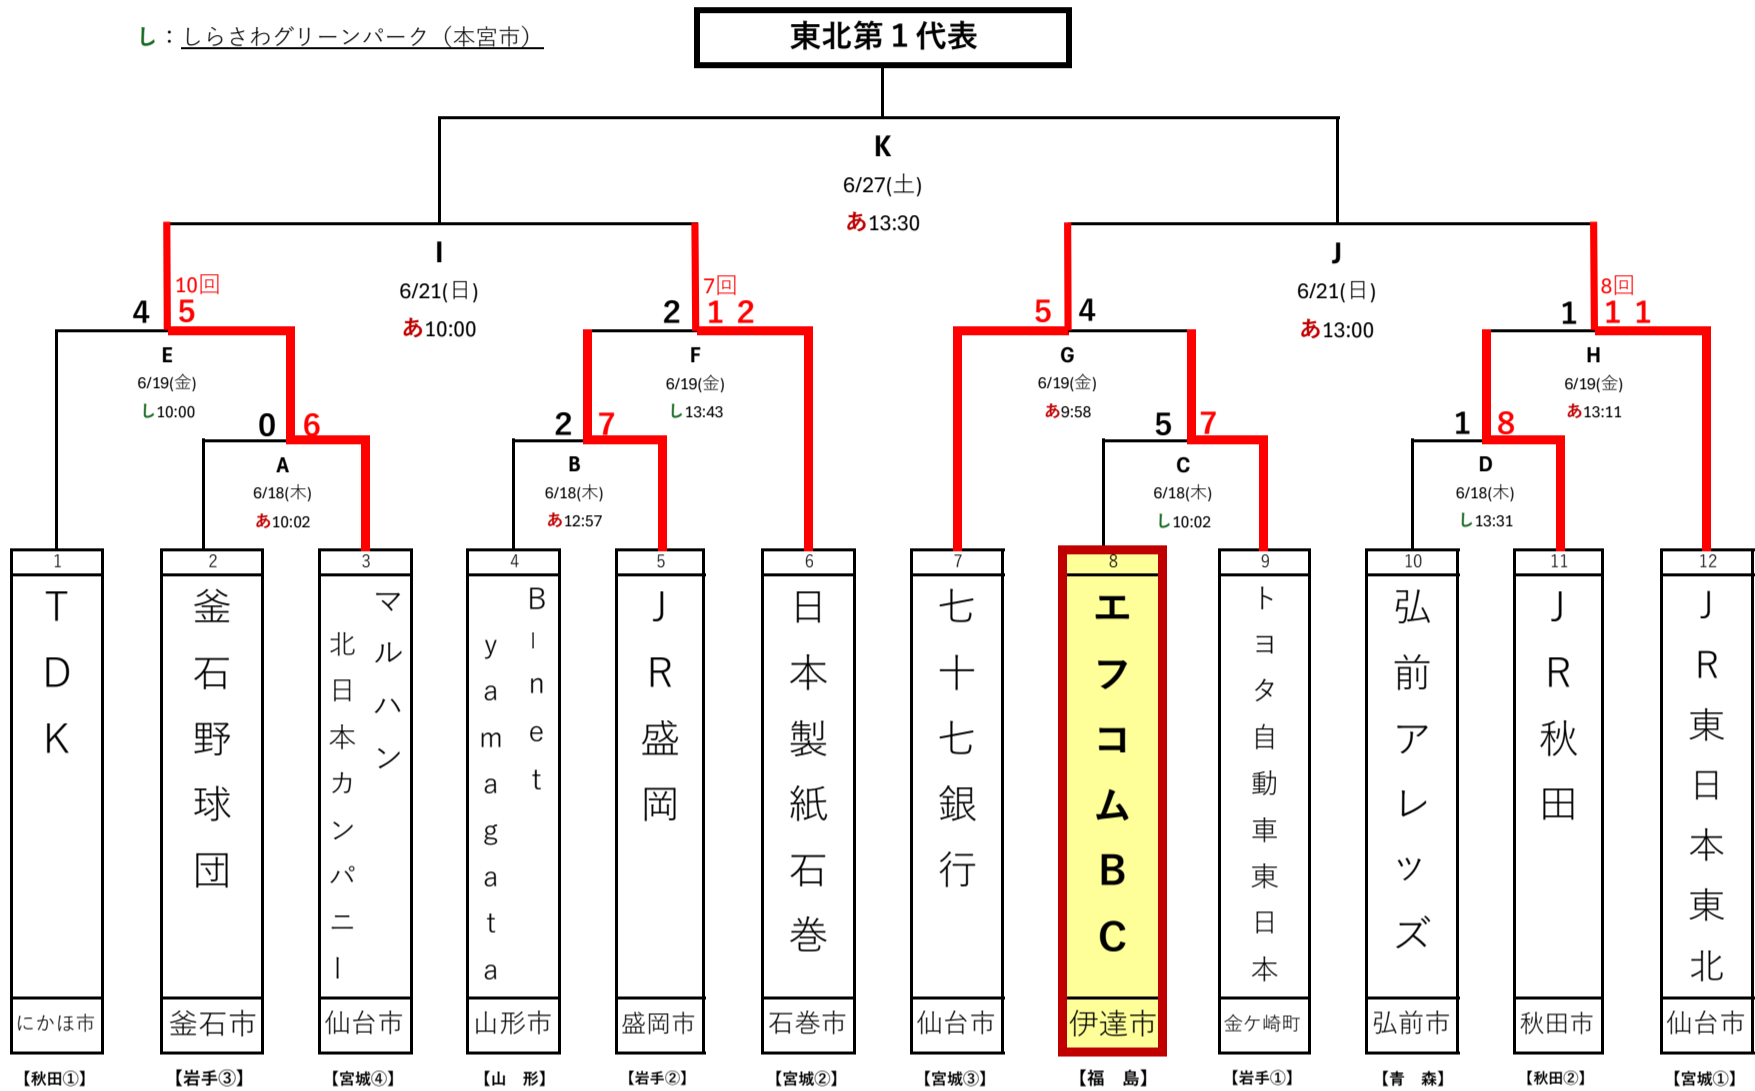 し：しらさわグリーンパーク（本宮市）
東北第１代表
K
6/27(土)
あ13:30
I
6/21(日)
あ10:00
J
6/21(日)
あ13:00
10回
4 5
E
6/19(金)
し10:00
7回
2 1 2
F
6/19(金)
し13:43
5 4
G
6/19(金)
あ9:58
8回
1 1 1
H
6/19(金)
あ13:11
0 6
A
6/18(木)
あ10:02
2 7
B
6/18(木)
あ12:57
5 7
C
6/18(木)
し10:02
1 8
D
6/18(木)
し13:31
1
TDK
にかほ市
【秋田①】
2
釜石野球団
釜石市
【岩手③】
3
マルハン
北日本カンパニー
仙台市
【宮城④】
4
BInet
yamagata
山形市
【山　形】
5
JR盛岡
盛岡市
【岩手②】
6
日本製紙石巻
石巻市
【宮城②】
7
七十七銀行
仙台市
【宮城③】
8
エフコムBC
伊達市
【福　島】
9
トヨタ自動車東日本
金ケ崎町
【岩手①】
10
弘前アレッズ
弘前市
【青　森】
11
JR秋田
秋田市
【秋田②】
12
JR東日本東北
仙台市
【宮城①】